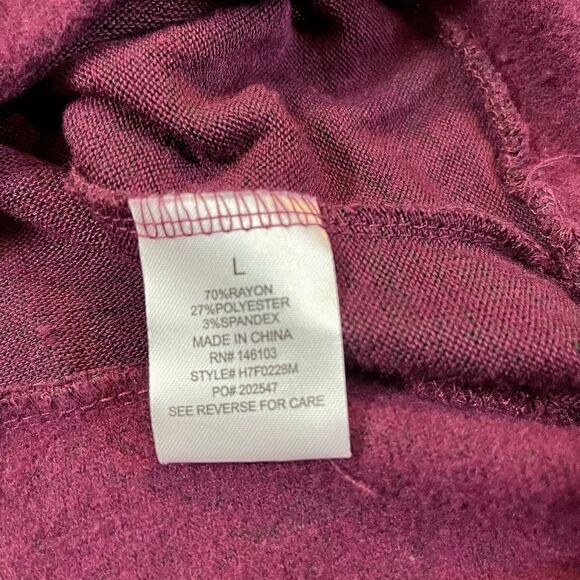 L
70%RAYON
27%POLYESTER
3%SPANDEX
MADE IN CHINA
RN# 146103
STYLE# H7F0228M
PO# 202547
SEE REVERSE FOR CARE